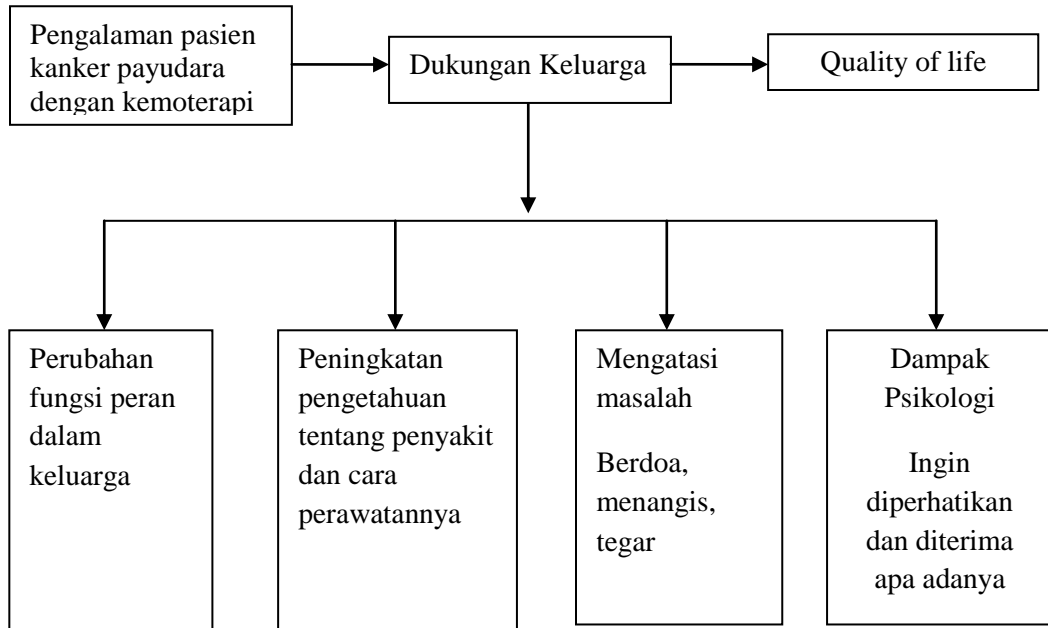 Pengalaman pasien
kanker payudara
dengan kemoterapi
Dukungan Keluarga
Quality of life
Perubahan
fungsi peran
dalam
keluarga
Peningkatan
pengetahuan
tentang penyakit
dan cara
perawatannya
Mengatasi
masalah
Berdoa,
menangis,
tegar
Dampak
Psikologi
Ingin
diperhatikan
dan diterima
apa adanya